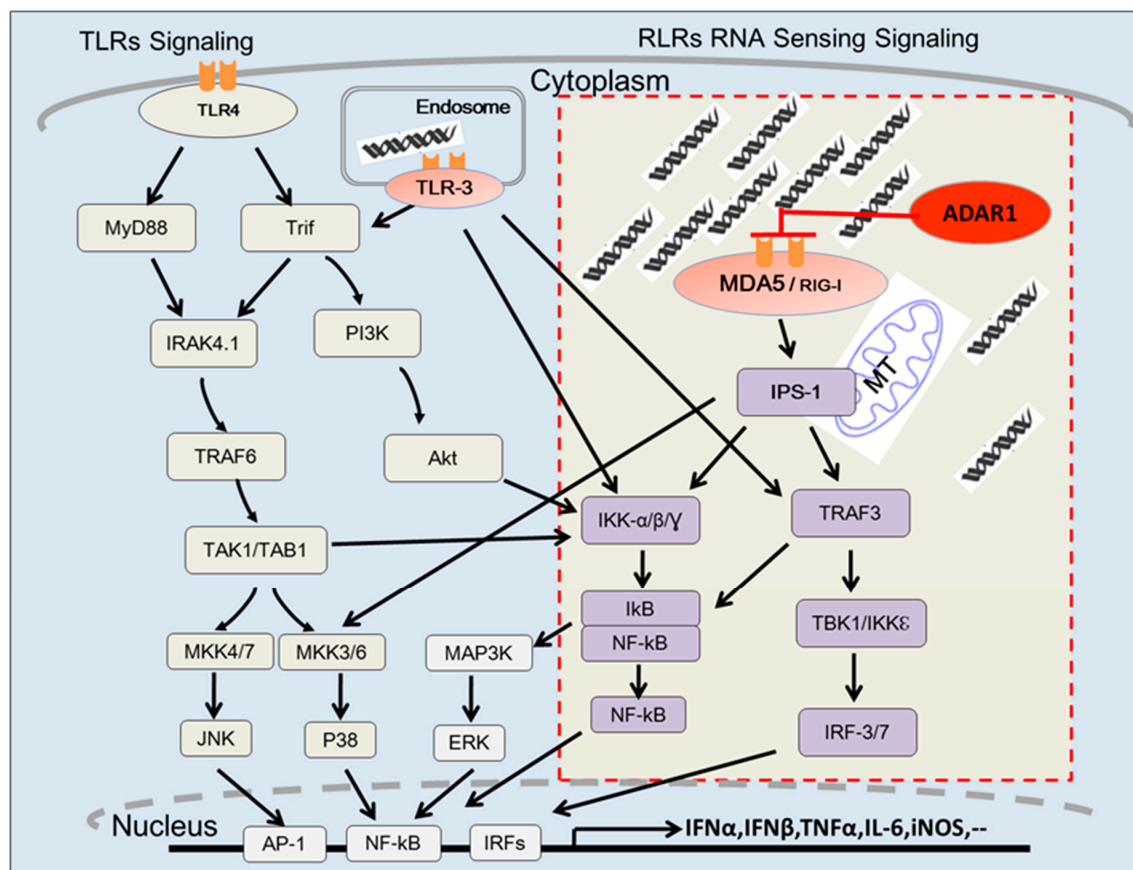 TLRs Signaling
RLRs RNA Sensing Signaling
Cytoplasm
TLR4
Endosome
TLR-3
ADAR1
MyD88
Trif
MDA5 / RIG-I
IRAK4.1
PI3K
IPS-1
MT
TRAF6
Akt
IKK-α/β/Ɣ
TRAF3
TAK1/TAB1
IkB
TBK1/IKKε
MKK4/7
MKK3/6
MAP3K
NF-kB
NF-kB
JNK
P38
ERK
IRF-3/7
Nucleus
AP-1
NF-kB
IRFs
IFNα,IFNβ,TNFα,IL-6,iNOS,--